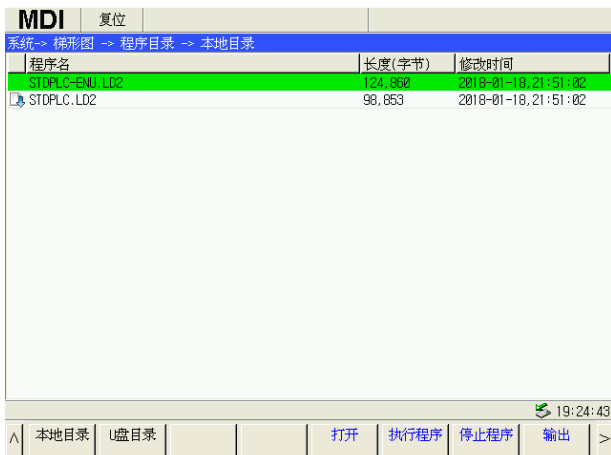 MDI 复位
系统-> 梯形图 -> 程序目录 -> 本地目录
程序名 长度(字节) 修改时间
STDPLC-ENU.LD2 124,860 2018-01-18,21:51:02
STDPLC.LD2 98,853 2018-01-18,21:51:02
19:24:43
^ 本地目录 U盘目录 打开 执行程序 停止程序 输出 >